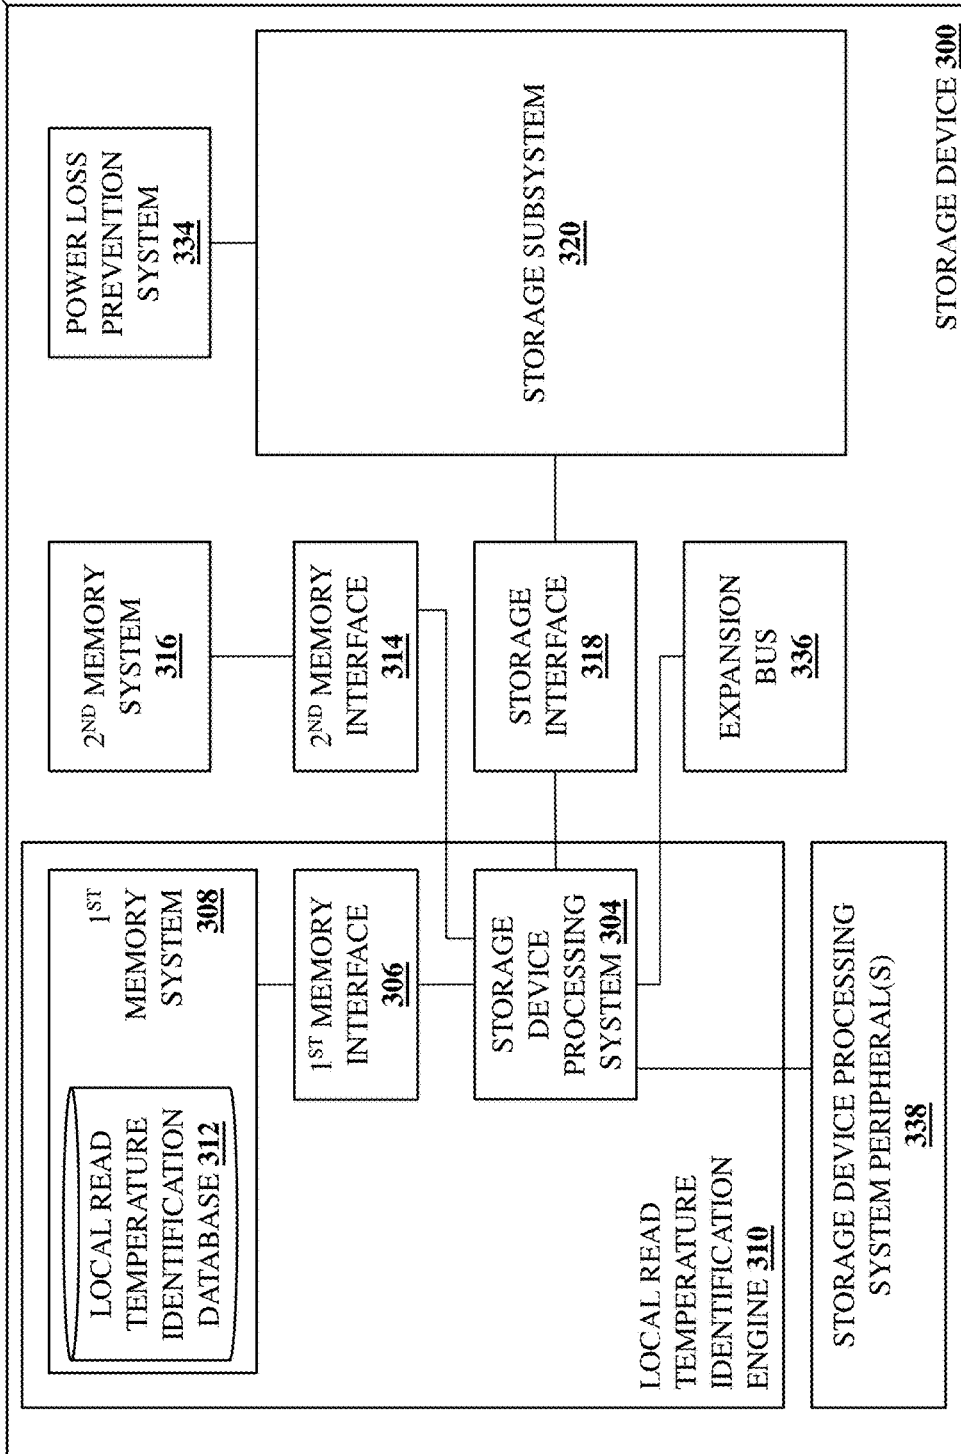 LOCAL READ
TEMPERATURE
IDENTIFICATION
DATABASE 312
1ST
MEMORY
SYSTEM
308
2ND MEMORY
SYSTEM
316
POWER LOSS
PREVENTION
SYSTEM
334
1ST MEMORY
INTERFACE
306
2ND MEMORY
INTERFACE
314
STORAGE
DEVICE
PROCESSING
SYSTEM 304
STORAGE
INTERFACE
318
STORAGE SUBSYSTEM
320
LOCAL READ
TEMPERATURE
IDENTIFICATION
ENGINE 310
EXPANSION
BUS
336
STORAGE DEVICE PROCESSING
SYSTEM PERIPHERAL(S)
338
STORAGE DEVICE 300